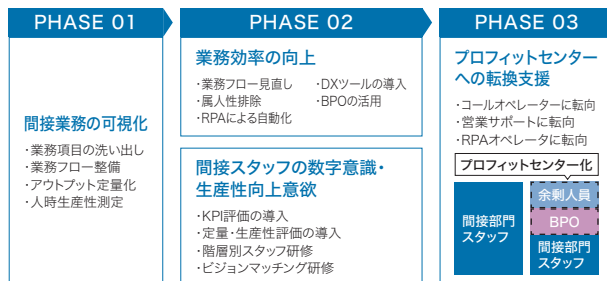 PHASE 01
間接業務の可視化
・業務項目の洗い出し
・業務フロー整備
・アウトプット定量化
・人時生産性測定
PHASE 02
業務効率の向上
・業務フロー見直し
・属人性排除
・RPAによる自動化
・DXツールの導入
・BPOの活用
間接スタッフの数字意識・
生産性向上意欲
・KPI評価の導入
・定量・生産性評価の導入
・階層別スタッフ研修
・ビジョンマッチング研修
PHASE 03
プロフィットセンター
への転換支援
・コールオペレーターに転向
・営業サポートに転向
・RPAオペレータに転向
プロフィットセンター化
間接部門
スタッフ
余剰人員
BPO
間接部門
スタッフ